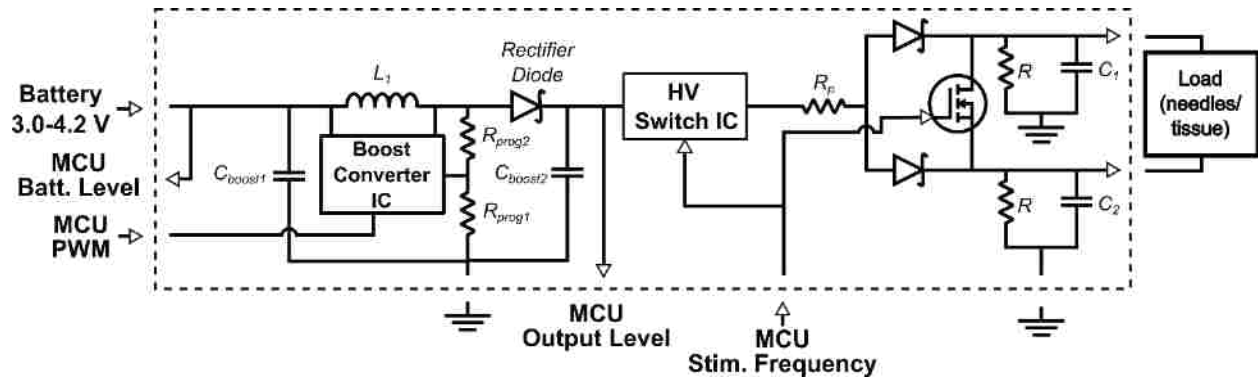 Battery
3.0-4.2 V
MCU
Batt. Level
MCU
PWM
L1
Cboost1
Boost
Converter
IC
Rprog2
Rprog1
Rectifier
Diode
Cboost2
HV
Switch IC
Rp
R
C1
R
C2
Load
(needles/
tissue)
MCU
Output Level
MCU
Stim. Frequency